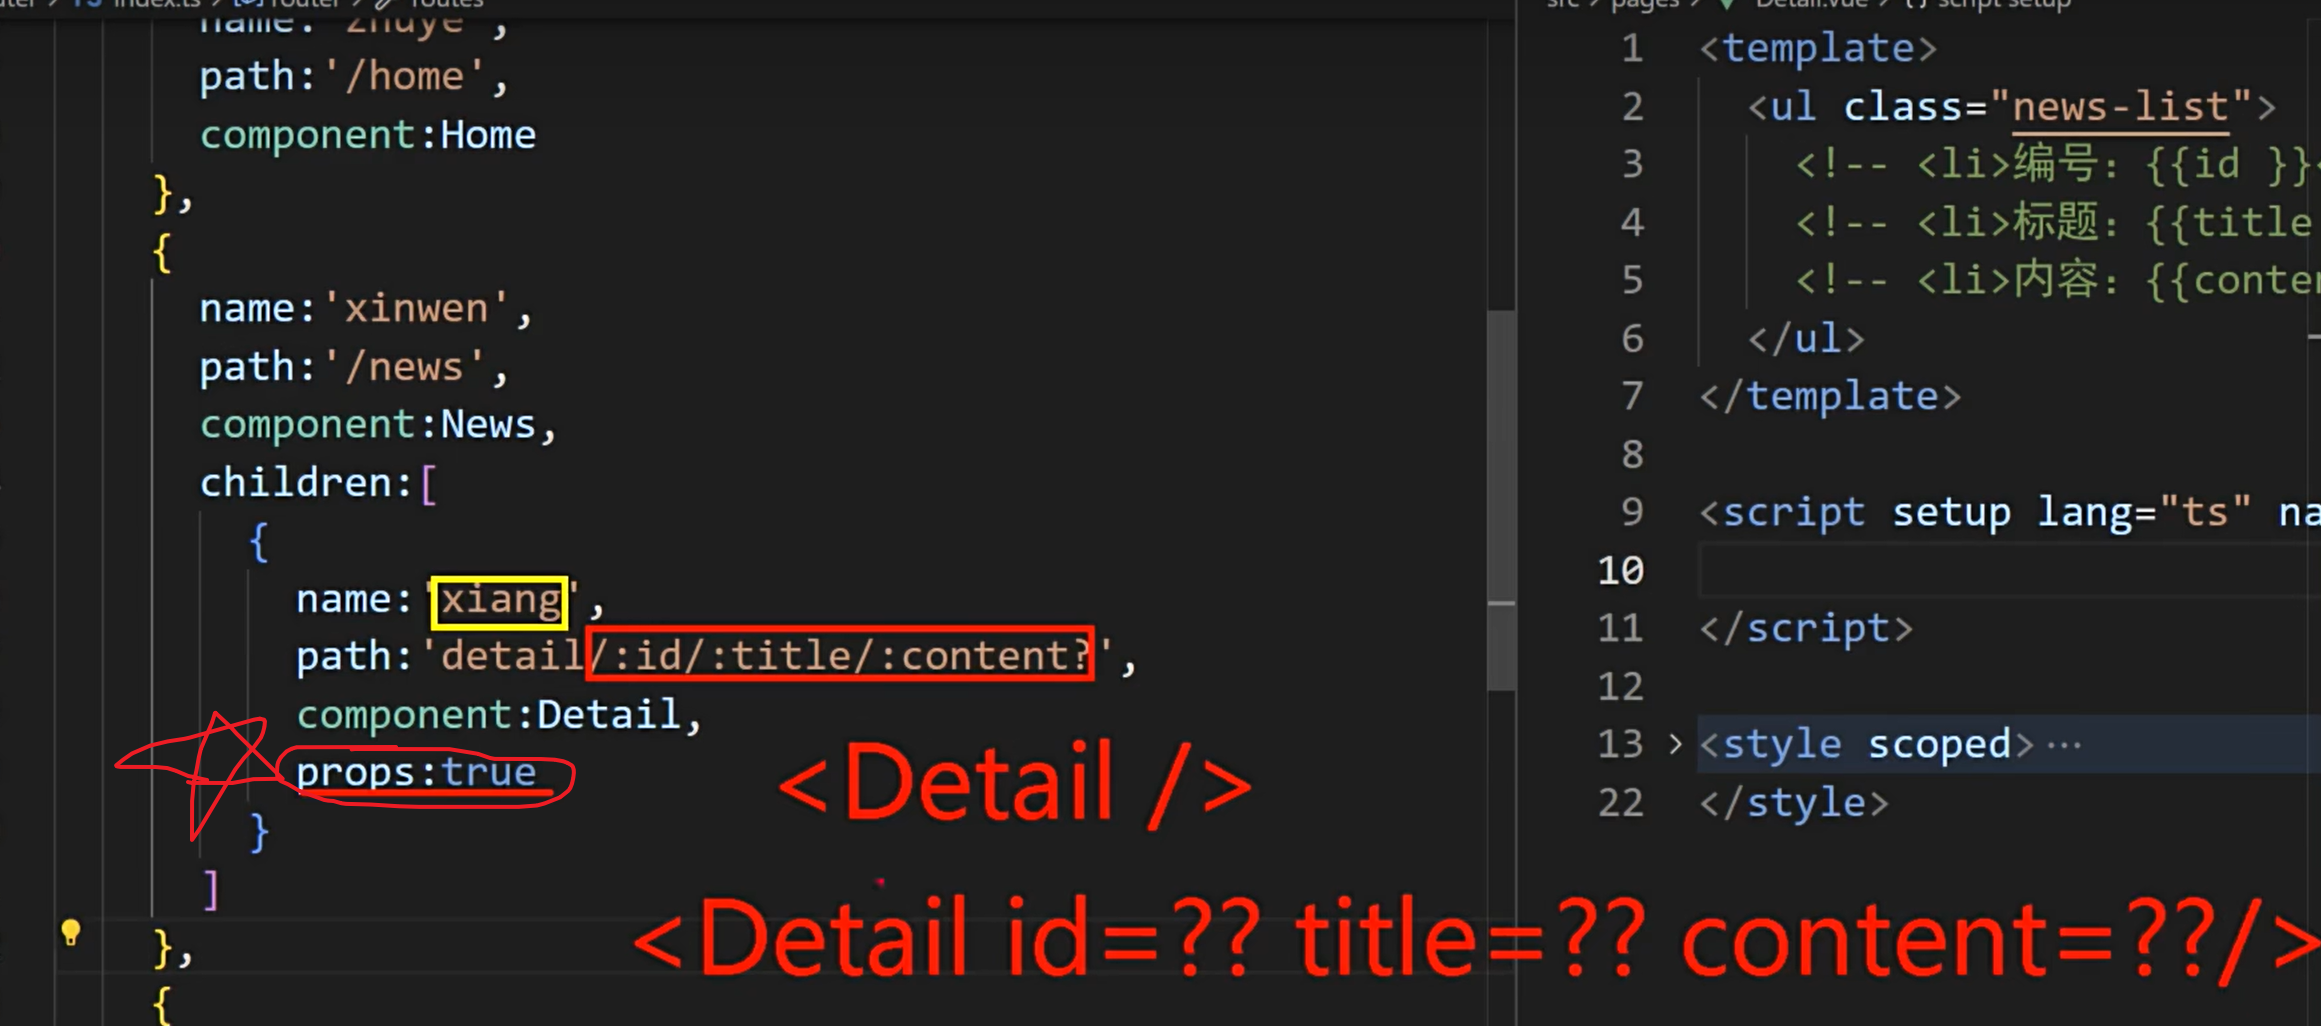 index.ts > router > routes
name:'zhuye',
path:'/home',
component:Home
},
{
name:'xinwen',
path:'/news',
component:News,
children:[
{
name:'xiang',
path:'detail/:id/:title/:content?',
component:Detail,
props:true
}
]
},
{
<Detail />
<Detail id=?? title=?? content=??/>
src > pages > Detail.vue > {} script setup
1 <template>
2 <ul class="news-list">
3 <!-- <li>编号：{{id }}<
4 <!-- <li>标题：{{title
5 <!-- <li>内容：{{conten
6 </ul>
7 </template>
8
9 <script setup lang="ts" na
10
11 </script>
12
13 > <style scoped>···
22 </style>